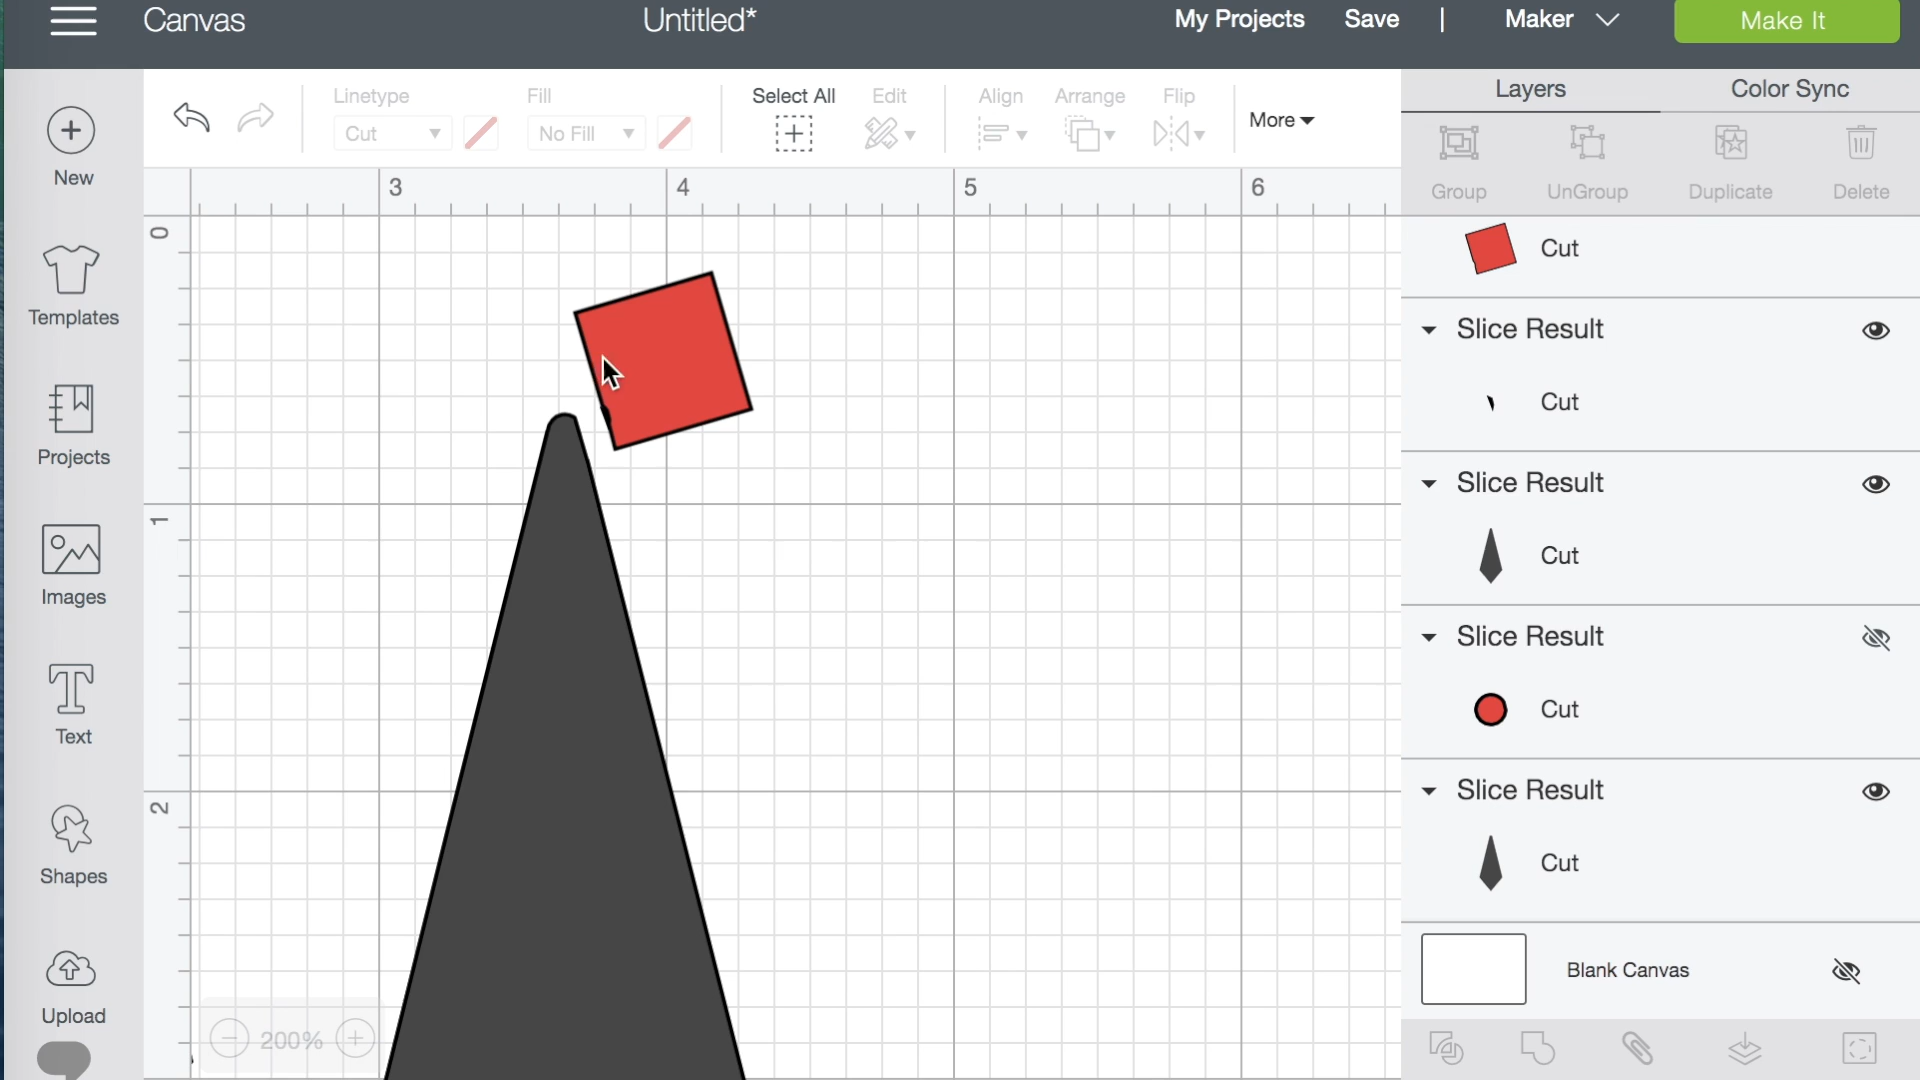 Canvas
Untitled*
My Projects
Save
|
Maker
Make It
New
Templates
Projects
Images
Text
Shapes
Upload
Linetype
Cut
Fill
No Fill
Select All
Edit
Align
Arrange
Flip
More
3
4
5
6
0
1
2
200%
Layers
Color Sync
Group
UnGroup
Duplicate
Delete
Cut
Slice Result
Cut
Slice Result
Cut
Slice Result
Cut
Slice Result
Cut
Blank Canvas